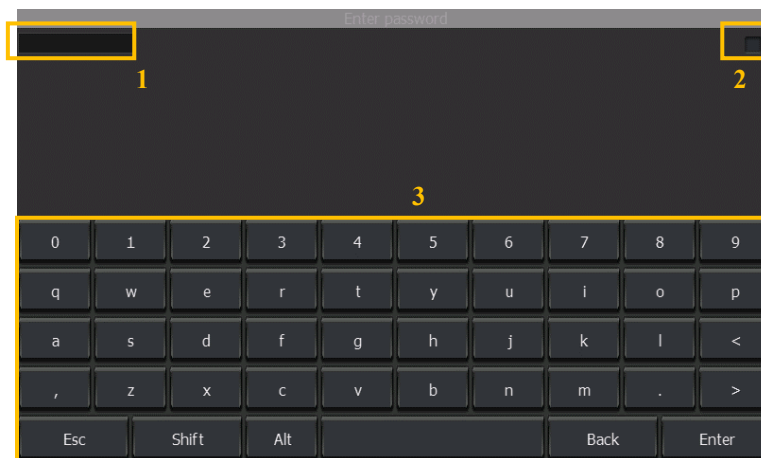 Enter password
1
2
3
0 1 2 3 4 5 6 7 8 9
q w e r t y u i o p
a s d f g h j k l <
, z x c v b n m . >
Esc Shift Alt Back Enter